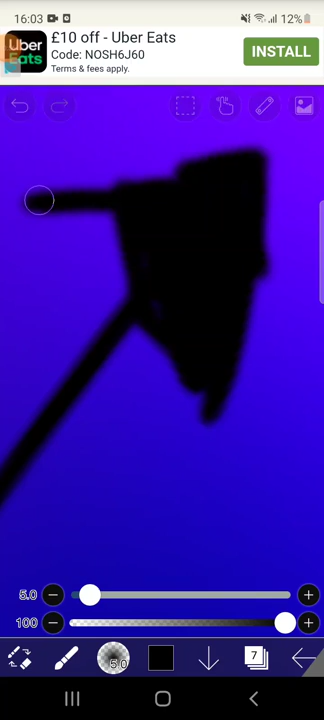 16:03
12%
Uber Eats
£10 off - Uber Eats
Code: NOSH6J60
Terms & fees apply.
INSTALL
5.0
100
5.0
7